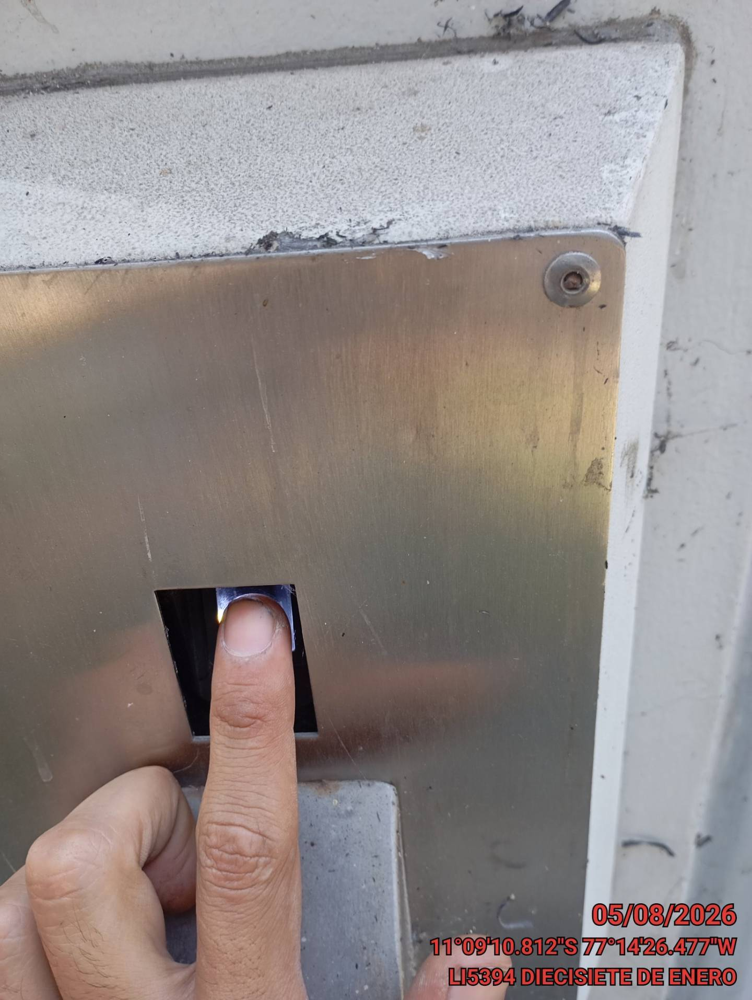 05/08/2026
11°09'10.812"S 77°14'26.477"W
LI5394 DIECISIETE DE ENERO